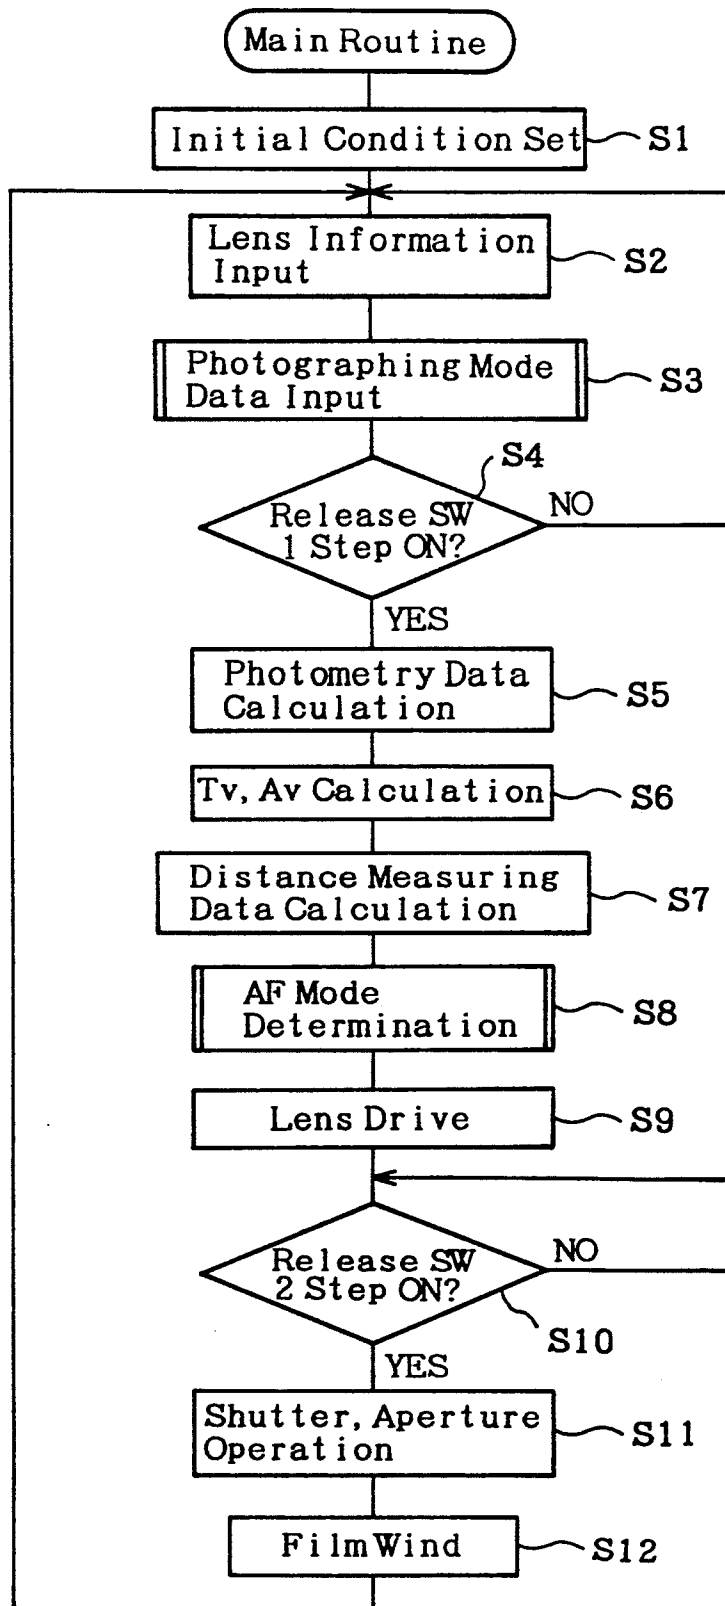 Main Routine
Initial Condition Set
S1
Lens Information
Input
S2
Photographing Mode
Data Input
S3
S4
Release SW
1 Step ON?
NO
YES
Photometry Data
Calculation
S5
Tv, Av Calculation
S6
Distance Measuring
Data Calculation
S7
AF Mode
Determination
S8
Lens Drive
S9
Release SW
2 Step ON?
NO
S10
YES
Shutter, Aperture
Operation
S11
Film Wind
S12